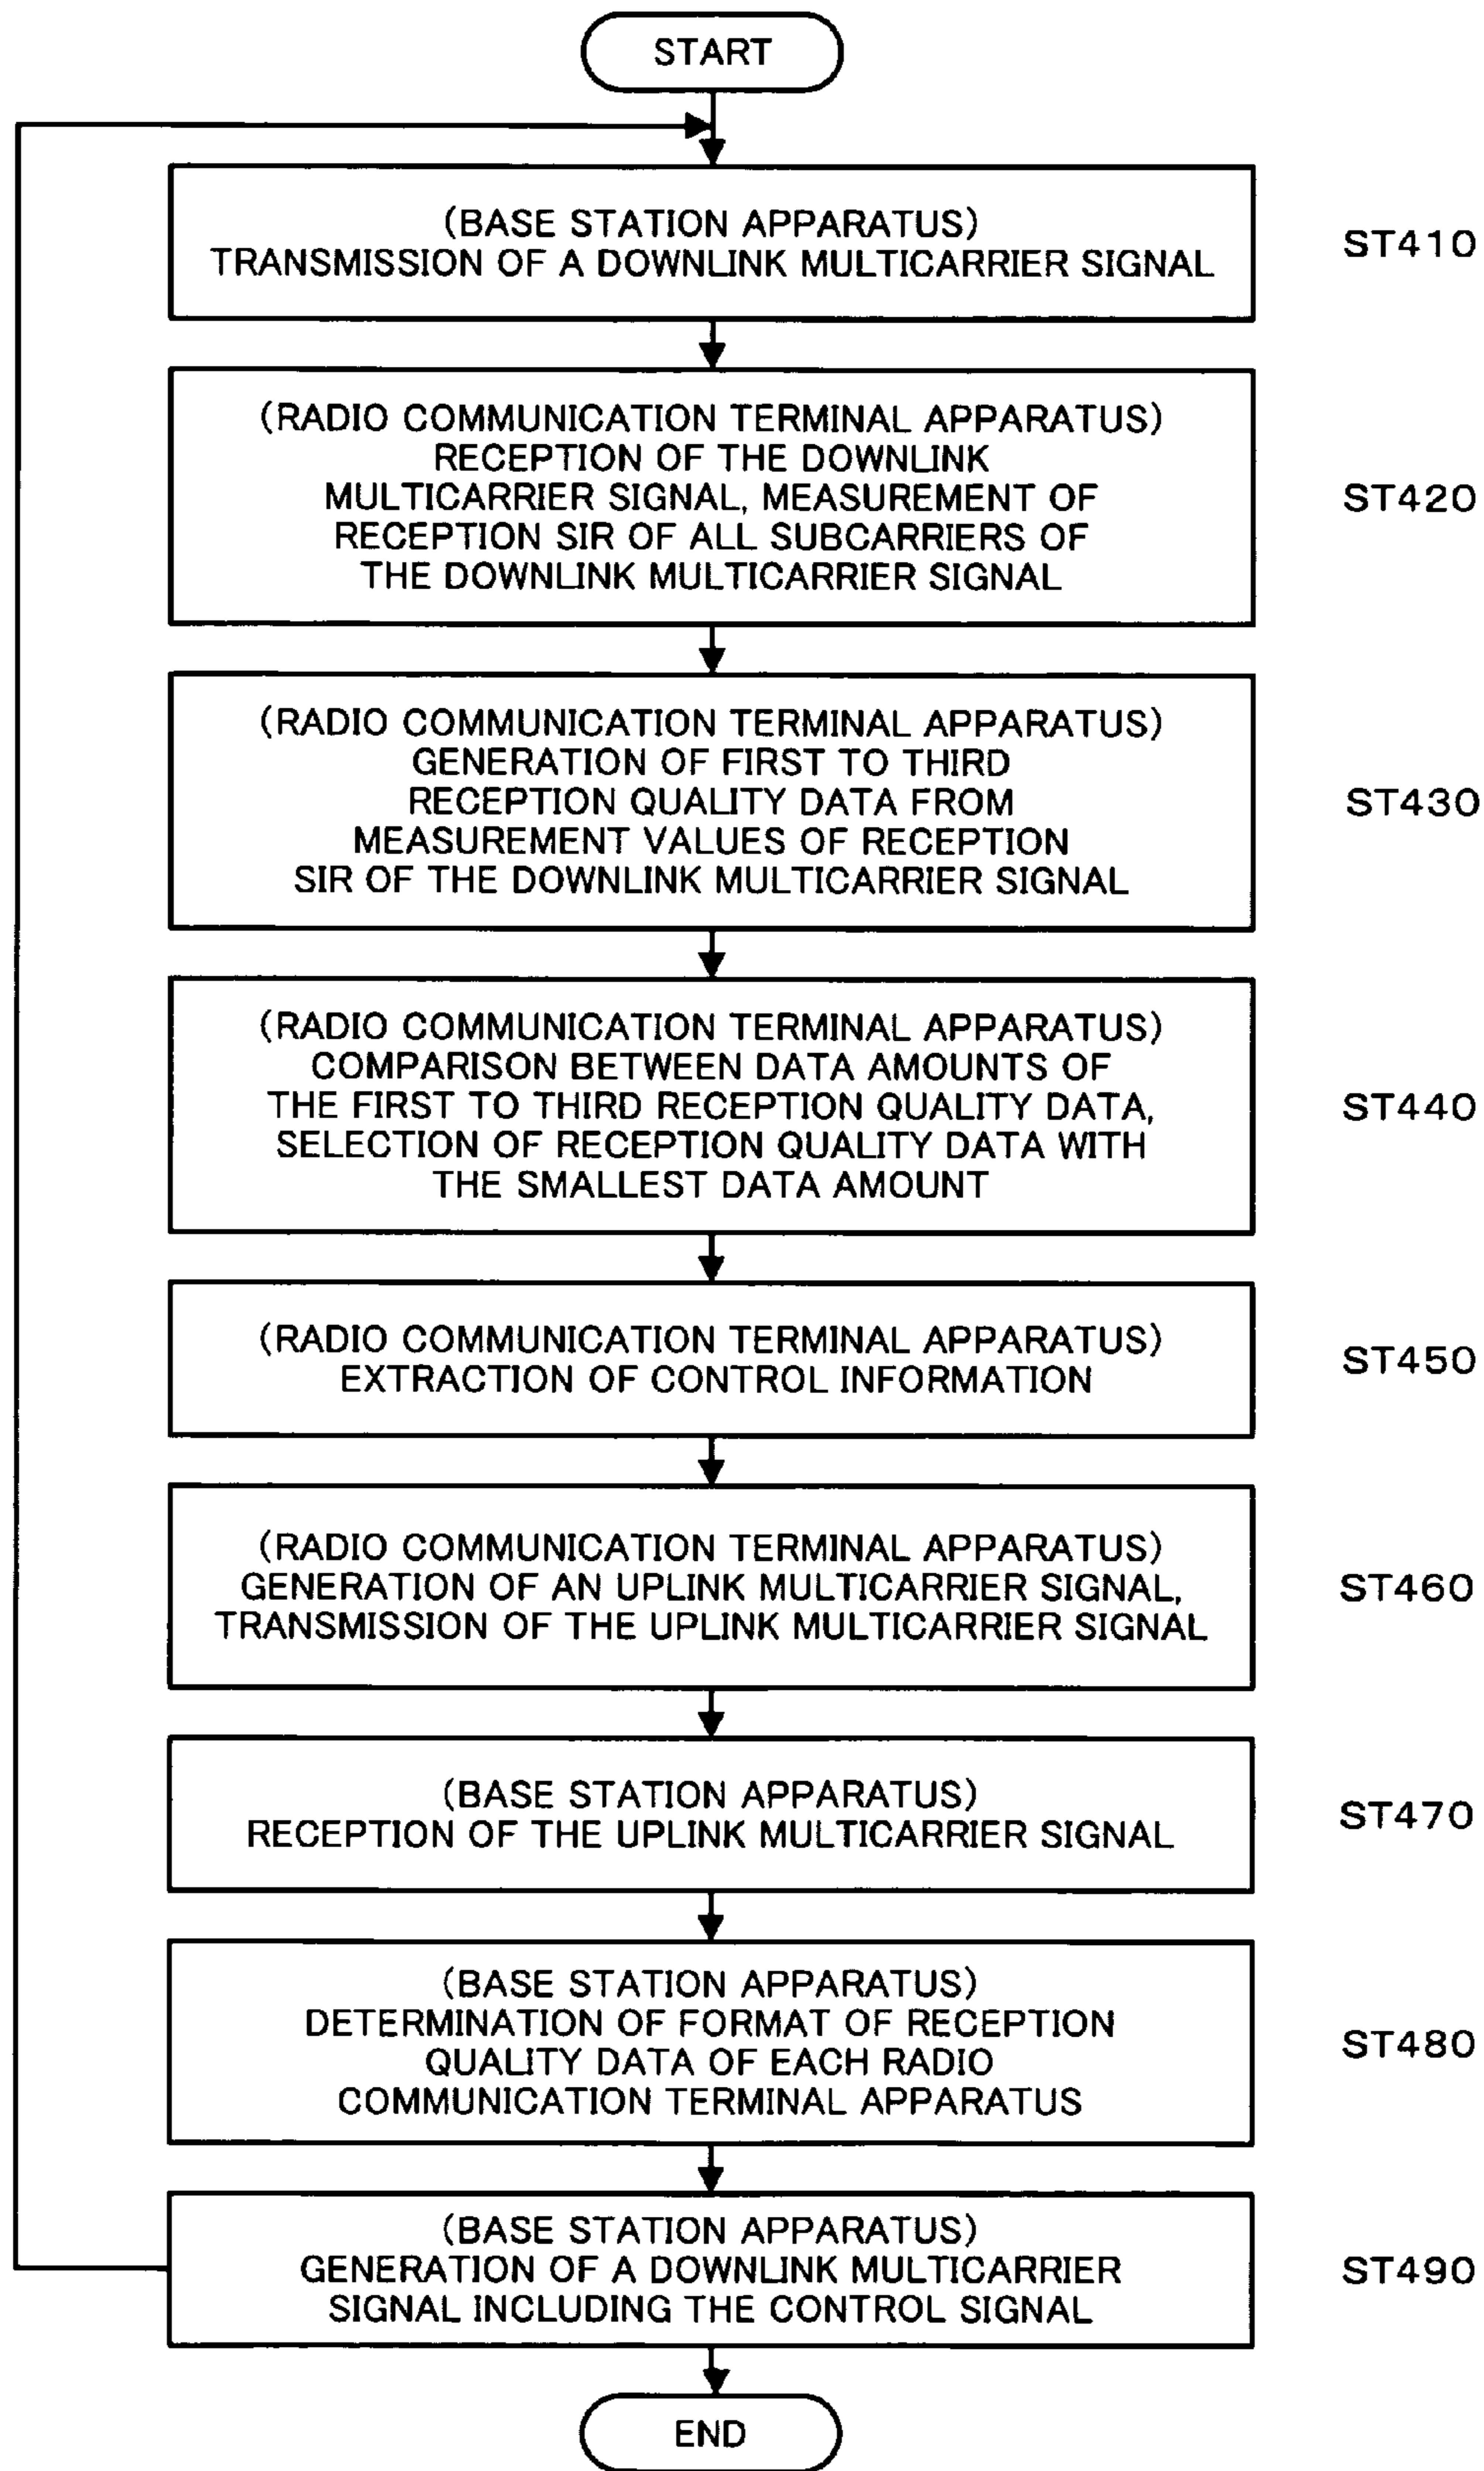 START
(BASE STATION APPARATUS)
TRANSMISSION OF A DOWNLINK MULTICARRIER SIGNAL
ST410
(RADIO COMMUNICATION TERMINAL APPARATUS)
RECEPTION OF THE DOWNLINK
MULTICARRIER SIGNAL, MEASUREMENT OF
RECEPTION SIR OF ALL SUBCARRIERS OF
THE DOWNLINK MULTICARRIER SIGNAL
ST420
(RADIO COMMUNICATION TERMINAL APPARATUS)
GENERATION OF FIRST TO THIRD
RECEPTION QUALITY DATA FROM
MEASUREMENT VALUES OF RECEPTION
SIR OF THE DOWNLINK MULTICARRIER SIGNAL
ST430
(RADIO COMMUNICATION TERMINAL APPARATUS)
COMPARISON BETWEEN DATA AMOUNTS OF
THE FIRST TO THIRD RECEPTION QUALITY DATA,
SELECTION OF RECEPTION QUALITY DATA WITH
THE SMALLEST DATA AMOUNT
ST440
(RADIO COMMUNICATION TERMINAL APPARATUS)
EXTRACTION OF CONTROL INFORMATION
ST450
(RADIO COMMUNICATION TERMINAL APPARATUS)
GENERATION OF AN UPLINK MULTICARRIER SIGNAL,
TRANSMISSION OF THE UPLINK MULTICARRIER SIGNAL
ST460
(BASE STATION APPARATUS)
RECEPTION OF THE UPLINK MULTICARRIER SIGNAL
ST470
(BASE STATION APPARATUS)
DETERMINATION OF FORMAT OF RECEPTION
QUALITY DATA OF EACH RADIO
COMMUNICATION TERMINAL APPARATUS
ST480
(BASE STATION APPARATUS)
GENERATION OF A DOWNLINK MULTICARRIER
SIGNAL INCLUDING THE CONTROL SIGNAL
ST490
END